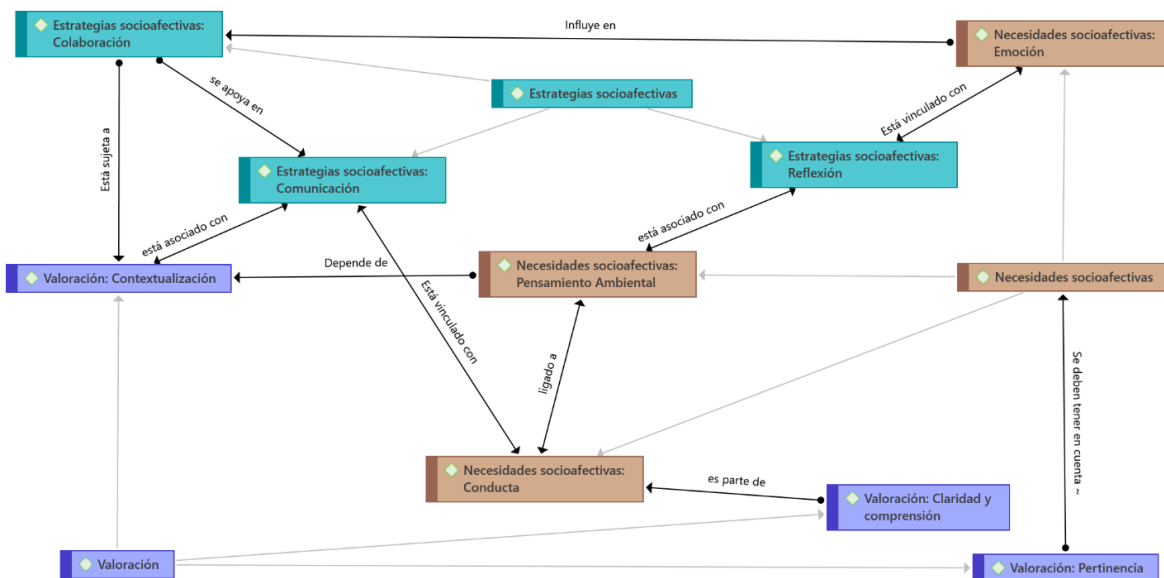 Estrategias socioafectivas:
Colaboración
Influye en
Necesidades socioafectivas:
Emoción
se apoya en
Estrategias socioafectivas
Está vinculado con
Está sujeta a
Estrategias socioafectivas:
Comunicación
Estrategias socioafectivas:
Reflexión
está asociado con
está asociado con
Valoración: Contextualización
Depende de
Necesidades socioafectivas:
Pensamiento Ambiental
Necesidades socioafectivas
Está vinculado con
ligado a
Se deben tener en cuenta ~
Necesidades socioafectivas:
Conducta
es parte de
Valoración: Claridad y
comprensión
Valoración
Valoración: Pertinencia